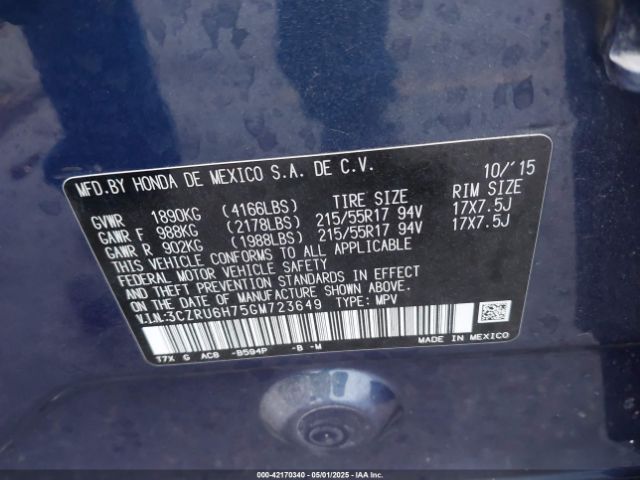 MFD.BY HONDA DE MEXICO S.A. DE C.V. 10/'15
TIRE SIZE RIM SIZE
GVWR 1890KG (4166LBS)
GAWR F 988KG (2178LBS) 215/55R17 94V 17X7.5J
GAWR R 902KG (1988LBS) 215/55R17 94V 17X7.5J
THIS VEHICLE CONFORMS TO ALL APPLICABLE
FEDERAL MOTOR VEHICLE SAFETY
AND THEFT PREVENTION STANDARDS IN EFFECT
ON THE DATE OF MANUFACTURE SHOWN ABOVE.
V.I.N:3CZRU6H75GM723649 TYPE: MPV
T7X G AC8 -B594P -B -M
MADE IN MEXICO
000-42170340 - 05/01/2025 - IAA Inc.